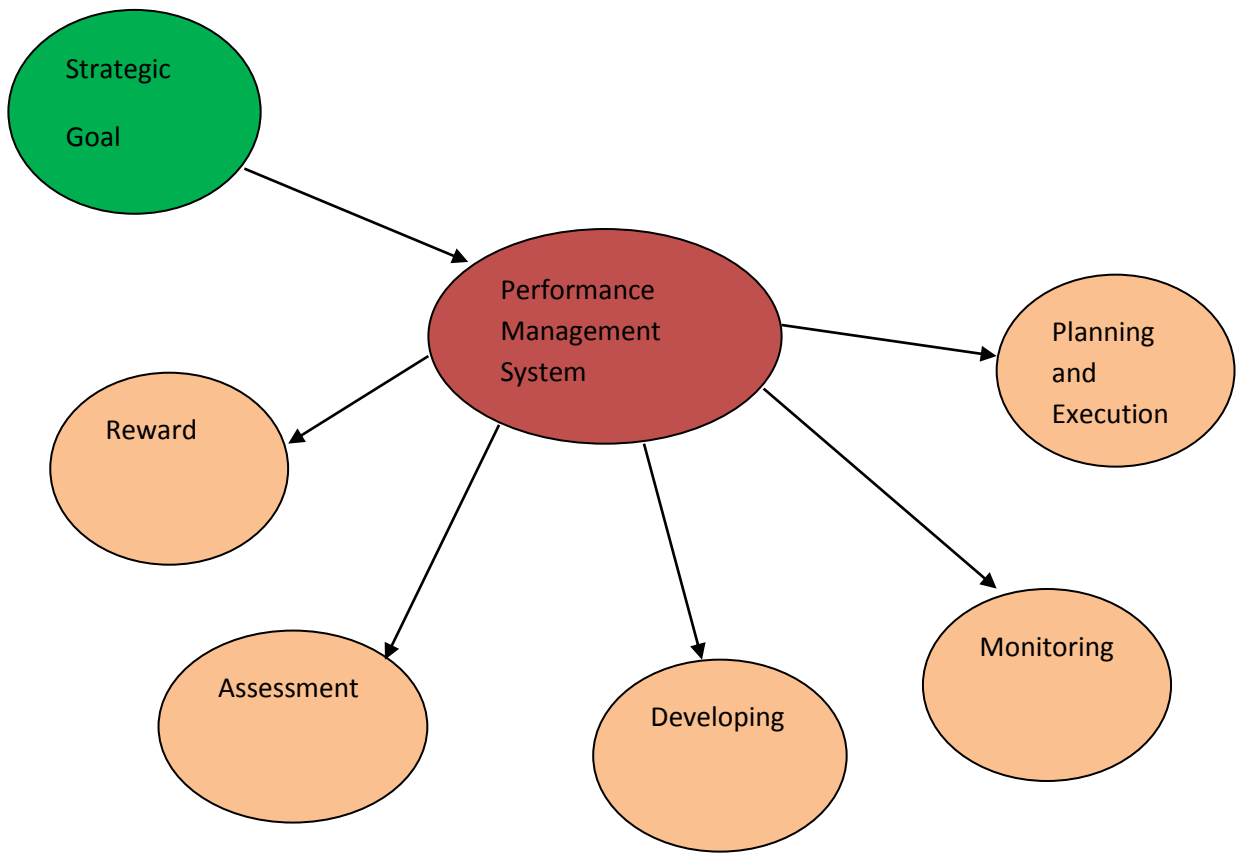 Strategic
Goal
Performance
Management
System
Planning
and
Execution
Reward
Monitoring
Assessment
Developing